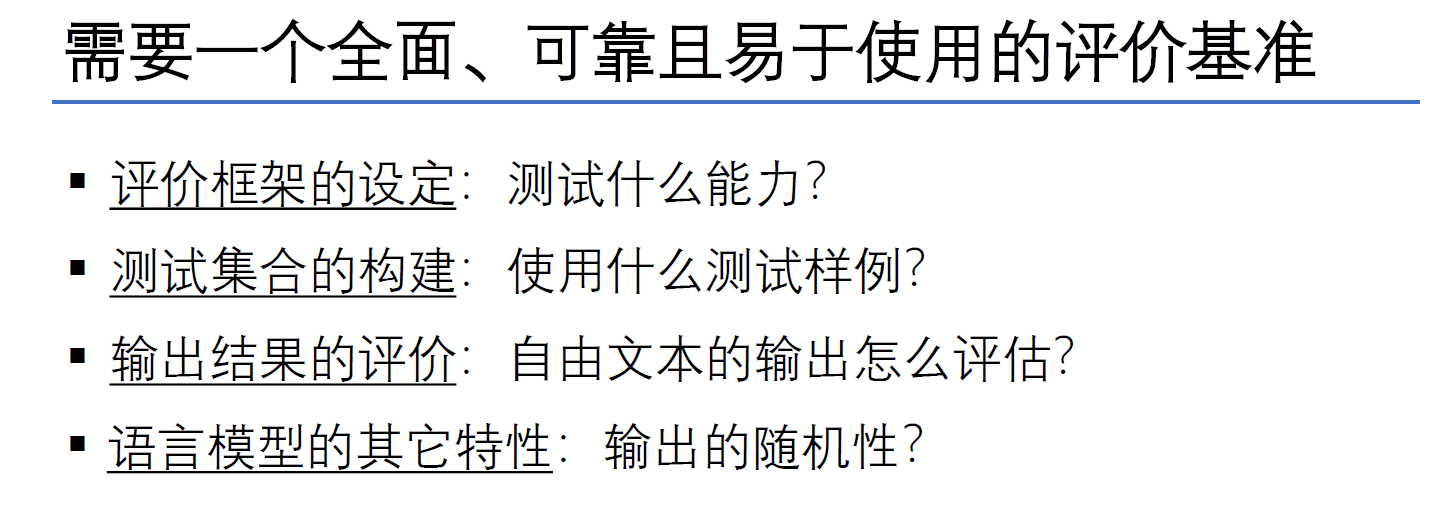 需要一个全面、可靠且易于使用的评价基准
▪ 评价框架的设定：测试什么能力？
▪ 测试集合的构建：使用什么测试样例？
▪ 输出结果的评价：自由文本的输出怎么评估？
▪ 语言模型的其它特性：输出的随机性？